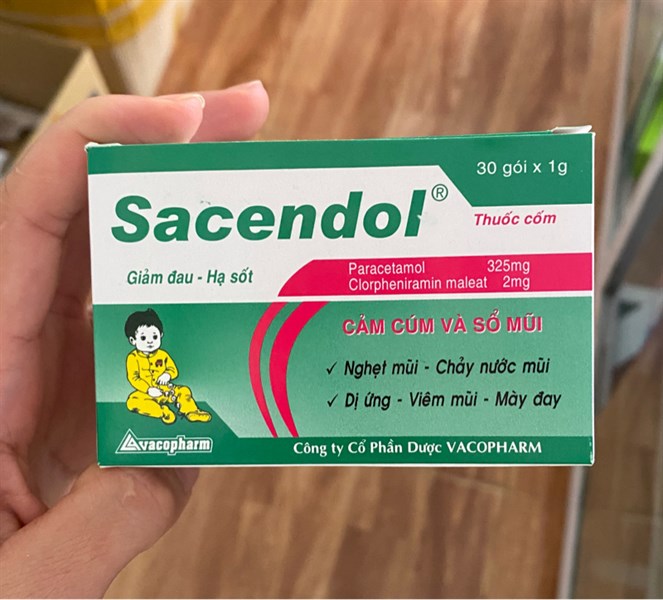 30 gói x 1g
Sacendol®
Thuốc cốm
Giảm đau - Hạ sốt
Paracetamol 325mg
Clorpheniramin maleat 2mg
CẢM CÚM VÀ SỔ MŨI
✓ Nghẹt mũi - Chảy nước mũi
✓ Dị ứng - Viêm mũi - Mày đay
vacopharm
Công ty Cổ Phần Dược VACOPHARM